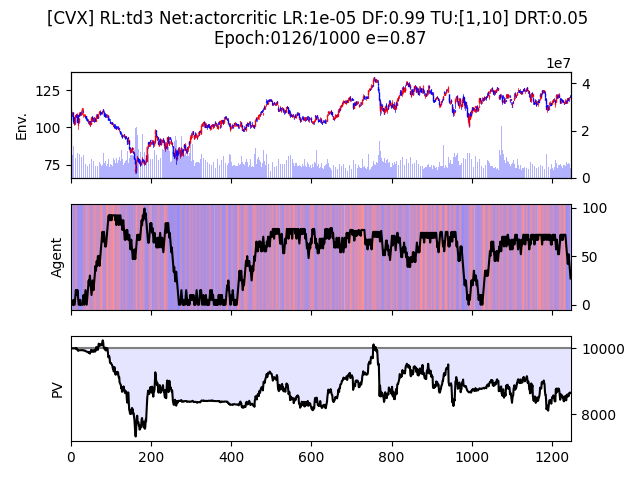 [CVX] RL:td3 Net:actorcritic LR:1e-05 DF:0.99 TU:[1,10] DRT:0.05
Epoch:0126/1000 e=0.87
1e7
Env.
125
100
75
4
2
0
Agent
100
50
0
PV
10000
8000
0 200 400 600 800 1000 1200